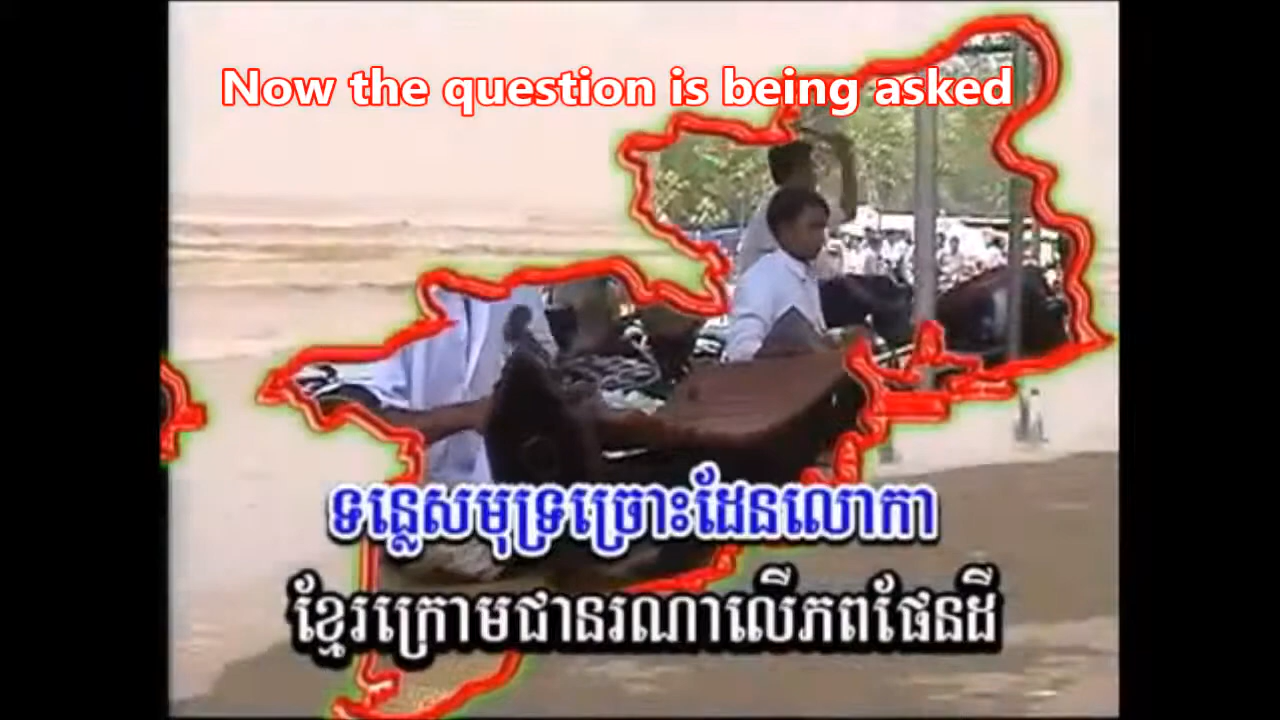 Now the question is being asked
ទន្លេសមុទ្រច្រោះដែនលោកា
ខ្មែរក្រោមជានរណាលើភពផែនដី